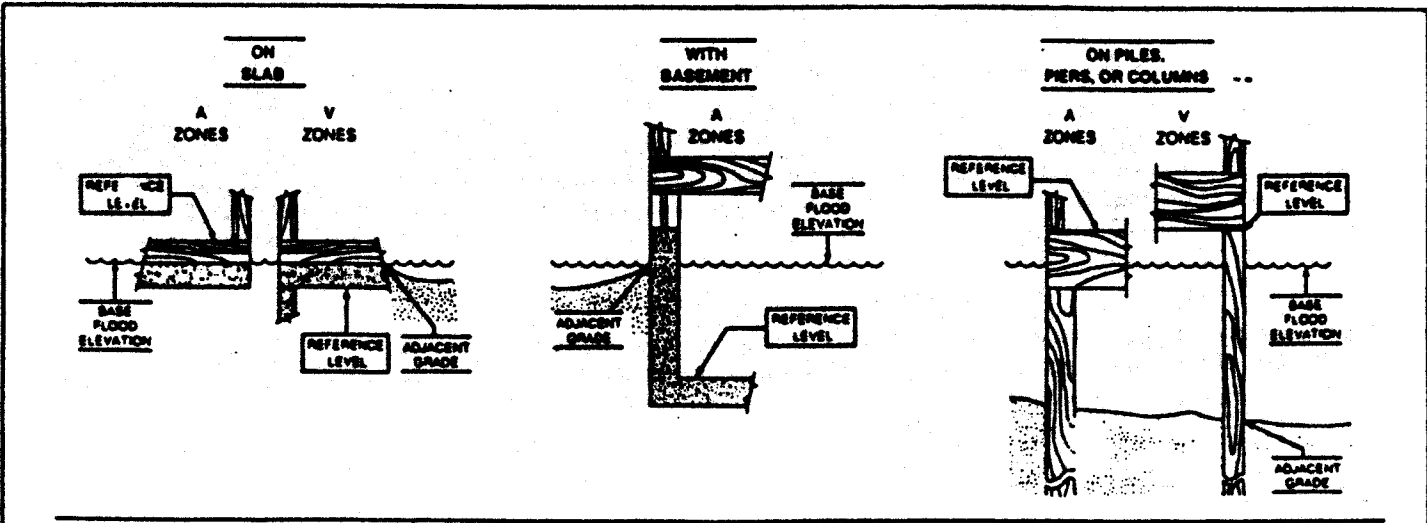 ON
SLAB
A
ZONES
V
ZONES
LEVEL
BASE
FLOOD
ELEVATION
REFERENCE
LEVEL
ADJACENT
GRADE
WITH
BASEMENT
A
ZONES
BASE
FLOOD
ELEVATION
ADJACENT
GRADE
REFERENCE
LEVEL
ON PILES,
PIERS, OR COLUMNS
A
ZONES
V
ZONES
REFERENCE
LEVEL
REFERENCE
LEVEL
BASE
FLOOD
ELEVATION
ADJACENT
GRADE